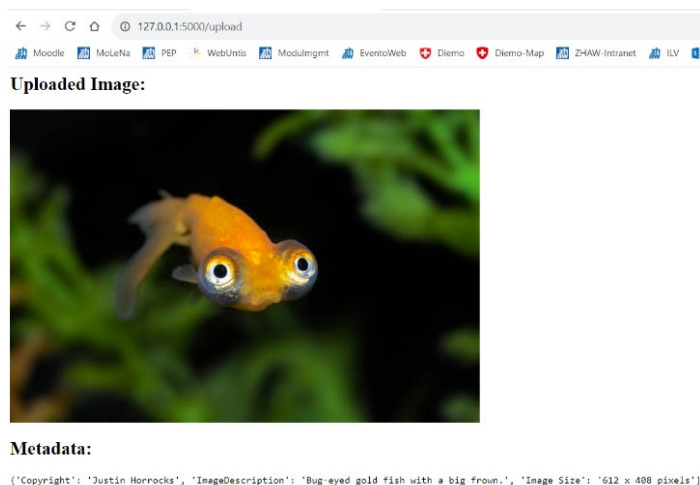 127.0.0.1:5000/upload
Moodle MoLeNa PEP WebUntis Modulmgmt EventoWeb Diemo Diemo-Map ZHAW-Intranet ILV
Uploaded Image:
Metadata:
{'Copyright': 'Justin Horrocks', 'ImageDescription': 'Bug-eyed gold fish with a big frown.', 'Image Size': '612 x 408 pixels'}